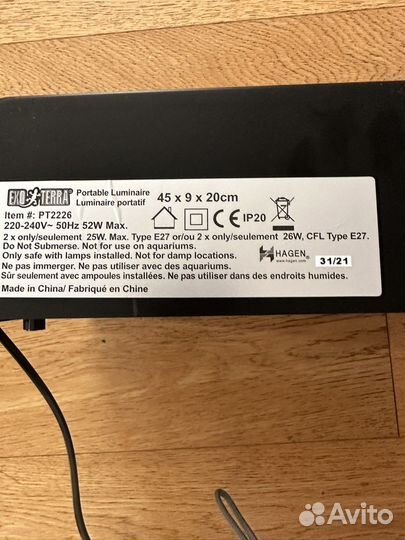 EXO TERRA® Portable Luminaire
Luminaire portatif
45 x 9 x 20cm
Item #: PT2226
220-240V~ 50Hz 52W Max.
CE IP20
2 x only/seulement 25W. Max. Type E27 or/ou 2 x only/seulement 26W, CFL Type E27.
Do Not Submerse. Not for use on aquariums.
Only safe with lamps installed. Not for damp locations.
Ne pas immerger. Ne pas utiliser avec des aquariums.
Sûr seulement avec ampoules installées. Ne pas utiliser dans des endroits humides.
Made in China/ Fabriqué en Chine
HAGEN®
www.hagen.com
31/21
Avito